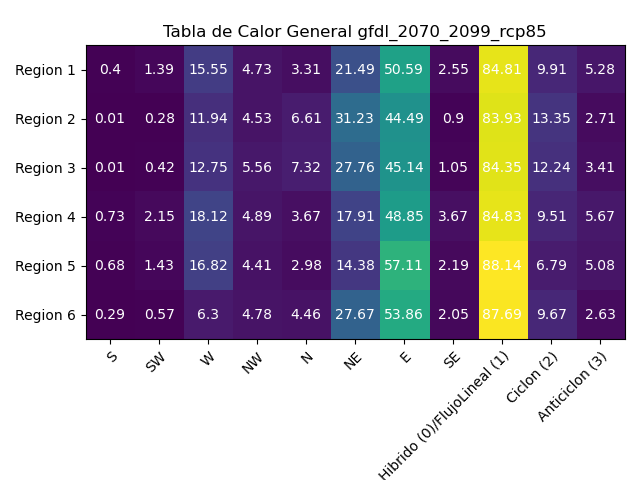 Tabla de Calor General gfdl_2070_2099_rcp85
Region 1 0.4 1.39 15.55 4.73 3.31 21.49 50.59 2.55 84.81 9.91 5.28
Region 2 0.01 0.28 11.94 4.53 6.61 31.23 44.49 0.9 83.93 13.35 2.71
Region 3 0.01 0.42 12.75 5.56 7.32 27.76 45.14 1.05 84.35 12.24 3.41
Region 4 0.73 2.15 18.12 4.89 3.67 17.91 48.85 3.67 84.83 9.51 5.67
Region 5 0.68 1.43 16.82 4.41 2.98 14.38 57.11 2.19 88.14 6.79 5.08
Region 6 0.29 0.57 6.3 4.78 4.46 27.67 53.86 2.05 87.69 9.67 2.63
S SW W NW N NE E SE Hibrido (0)/FlujoLineal (1) Ciclon (2) Anticiclon (3)